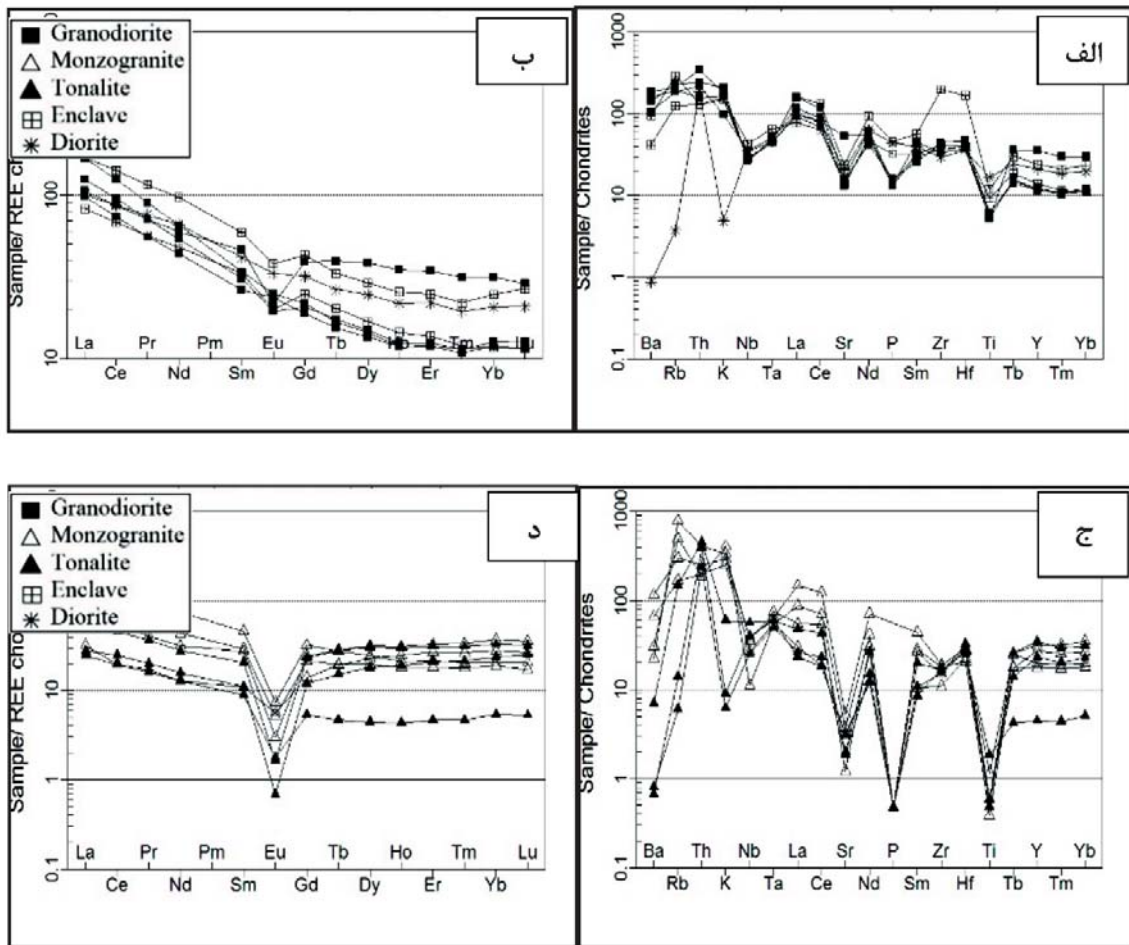 ب
Granodiorite
Monzogranite
Tonalite
Enclave
Diorite
Sample/ REE cho
100
10
La Pr Pm Eu Tb Tm Lu
Ce Nd Sm Gd Dy Er Yb
الف
Sample/ Chondrites
1000
100
10
1
0.1
Ba Th Nb La Sr P Zr Ti Y Yb
Rb K Ta Ce Nd Sm Hf Tb Tm
د
Granodiorite
Monzogranite
Tonalite
Enclave
Diorite
Sample/ REE cho
10
1
0.1
La Pr Pm Eu Tb Ho Tm Lu
Ce Nd Sm Gd Dy Er Yb
ج
Sample/ Chondrites
1000
100
10
1
0.1
Ba Th Nb La Sr P Zr Ti Y Yb
Rb K Ta Ce Nd Sm Hf Tb Tm